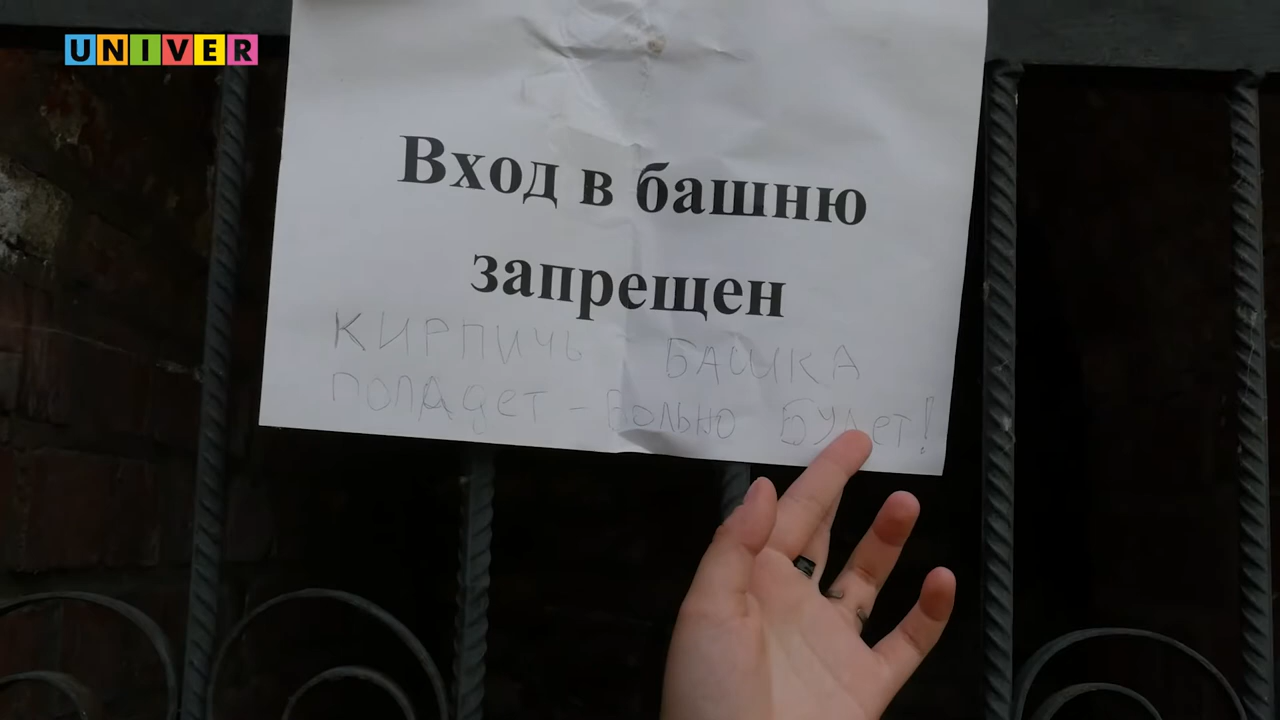 UNIVER
Вход в башню
запрещен
КИРПИЧЬ - БАШКА
ПОПАдеТ - БОЛЬНО БУДеТ!